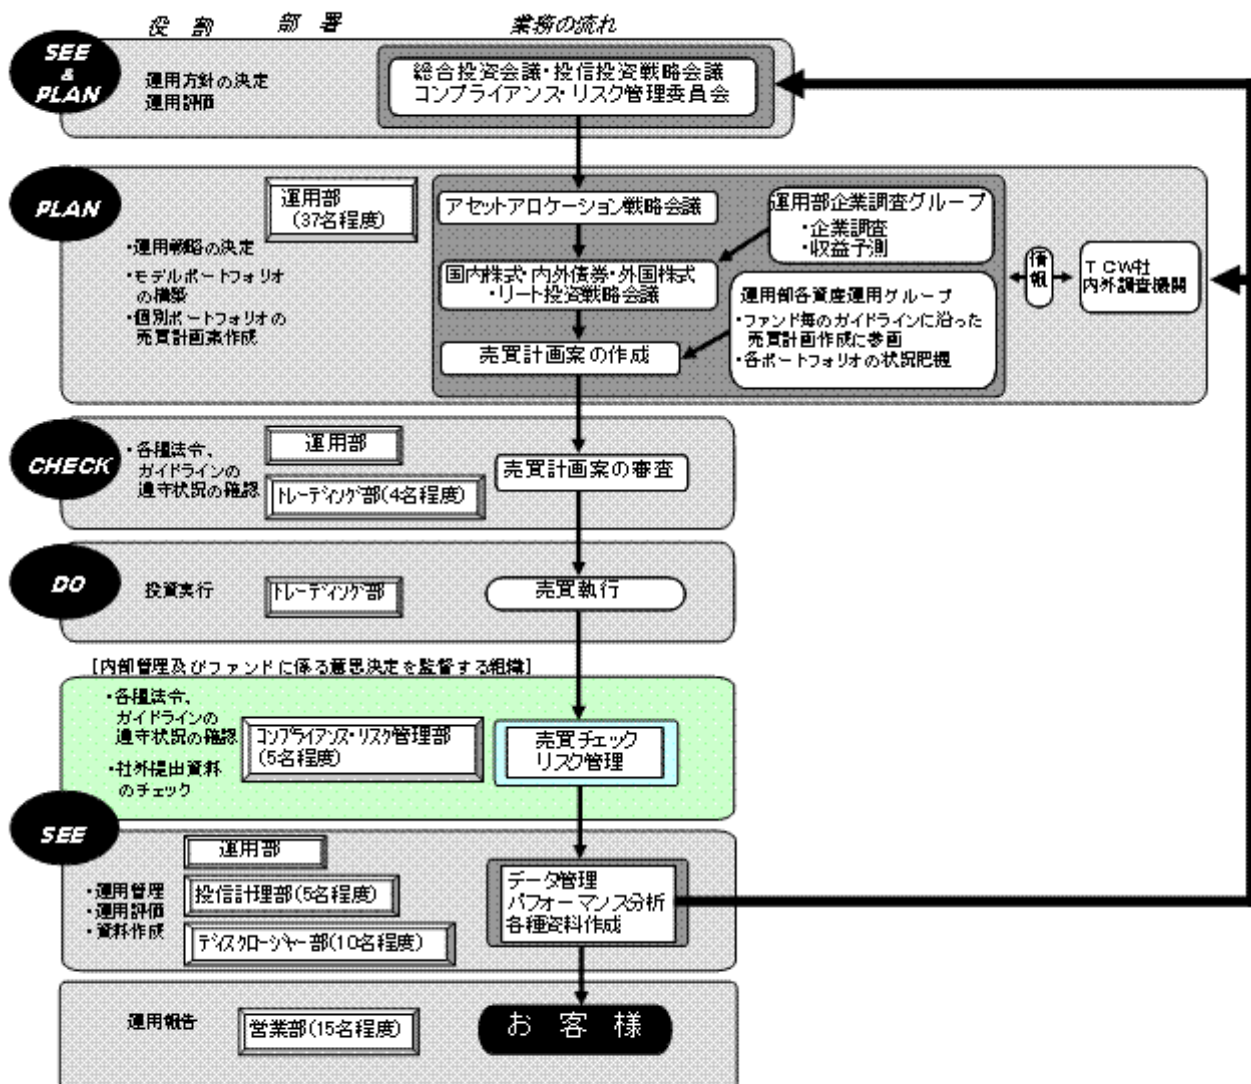 役 割 部 署 業務の流れ
SEE
&
PLAN
運用方針の決定
運用評価
総合投資会議・投信投資戦略会議
コンプライアンス・リスク管理委員会
PLAN
運用部
(37名程度)
・運用戦略の決定
・モデルポートフォリオ
の構築
・個別ポートフォリオの
売買計画案作成
アセットアロケーション戦略会議
国内株式・内外債券・外国株式
・リート投資戦略会議
売買計画案の作成
運用部企業調査グループ
・企業調査
・収益予測
運用部各資産運用グループ
・ファンド毎のガイドラインに沿った
売買計画作成に参画
・各ポートフォリオの状況把握
情
報
TCW社
内外調査機関
CHECK
・各種法令、
ガイドラインの
遵守状況の確認
運用部
トレーディング部(4名程度)
売買計画案の審査
DO
投資実行
トレーディング部
売買執行
[内部管理及びファンドに係る意思決定を監督する組織]
・各種法令、
ガイドラインの
遵守状況の確認
・社外提出資料
のチェック
コンプライアンス・リスク管理部
(5名程度)
売買チェック
リスク管理
SEE
・運用管理
・運用評価
・資料作成
運用部
投信計理部(5名程度)
ディスクロージャー部(10名程度)
データ管理
パフォーマンス分析
各種資料作成
運用報告
営業部(15名程度)
お 客 様